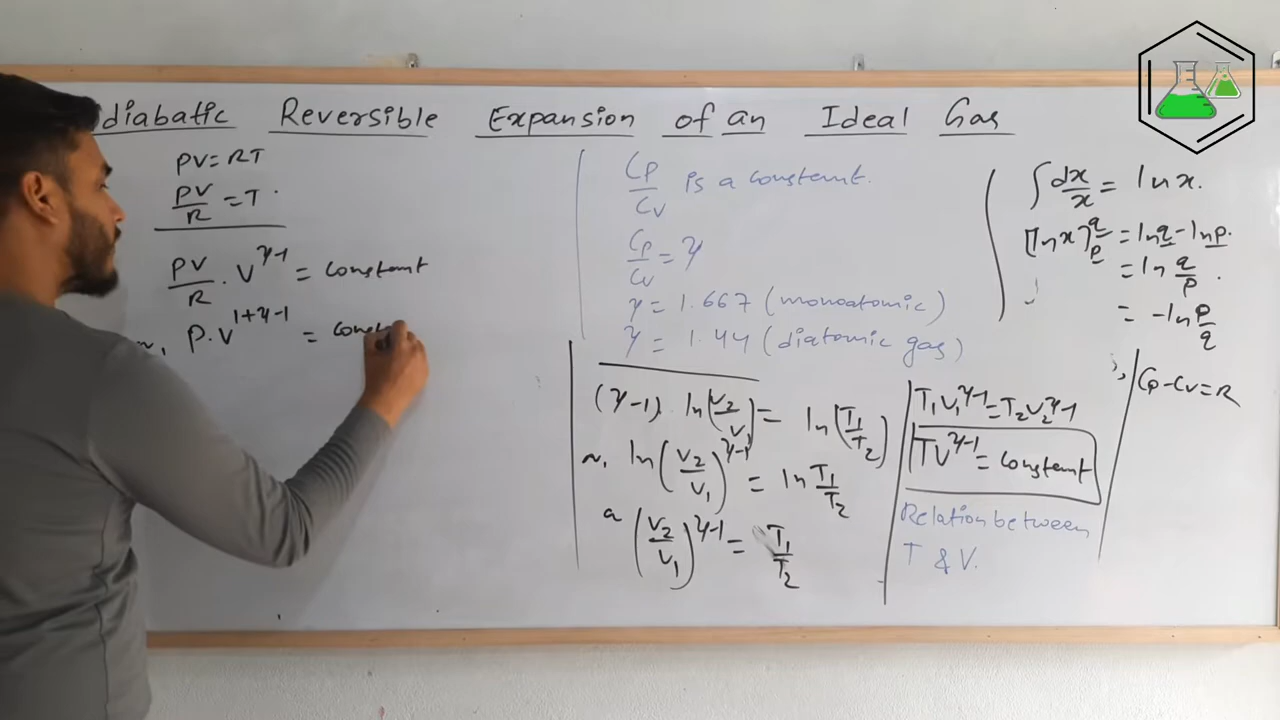 diabatic Reversible Expansion of an Ideal Gas
PV=RT
PV/R = T.
PV/R . V^γ-1 = constant
~, P.V^1+γ-1 = const
Cp/Cv is a constant.
Cp/Cv = γ
γ = 1.667 (monoatomic)
γ = 1.44 (diatomic gas)
(γ-1) ln(V2/V1) = ln(T1/T2)
~, ln(V2/V1)^γ-1 = ln T1/T2
(V2/V1)^γ-1 = T1/T2
T1V1^γ-1 = T2V2^γ-1
TV^γ-1 = constant
Relation between
T & V.
∫dx/x = ln x.
[ln x]^q_p = lnq - lnp.
= ln q/p .
= -ln p/q
Cp-Cv=R